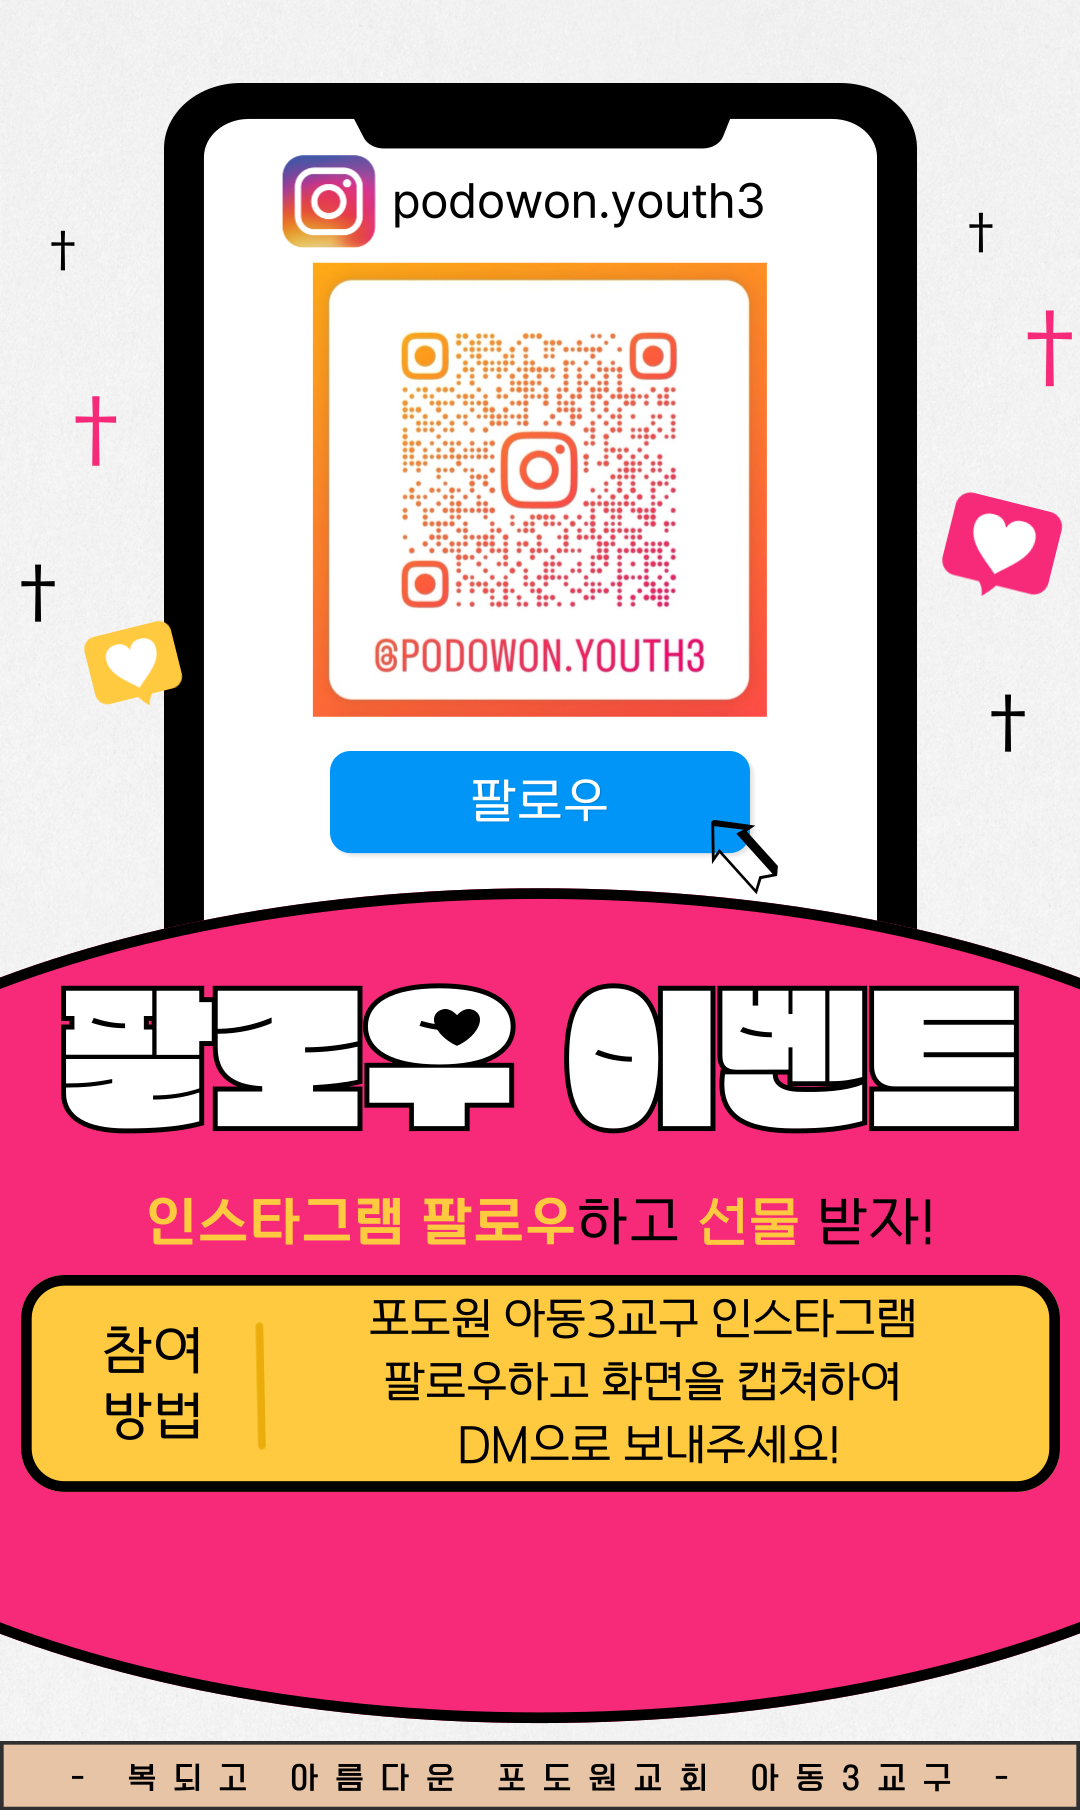 podowon.youth3
@PODOWON.YOUTH3
팔로우
팔로우 이벤트
인스타그램 팔로우하고 선물 받자!
참여
방법
포도원 아동3교구 인스타그램
팔로우하고 화면을 캡쳐하여
DM으로 보내주세요!
- 복되고 아름다운 포도원교회 아동3교구 -